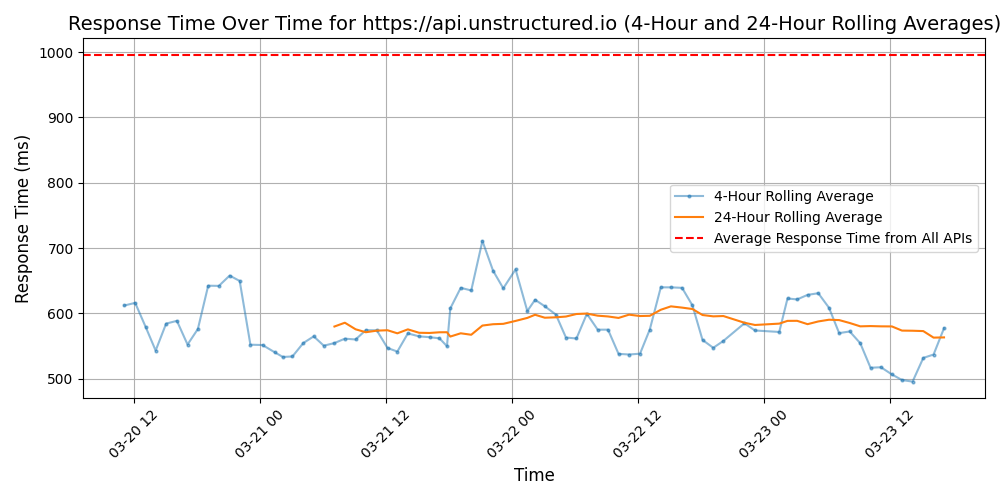 Response Time Over Time for https://api.unstructured.io (4-Hour and 24-Hour Rolling Averages)
Response Time (ms)
1000
900
800
700
600
500
4-Hour Rolling Average
24-Hour Rolling Average
Average Response Time from All APIs
03-20 12
03-21 00
03-21 12
03-22 00
03-22 12
03-23 00
03-23 12
Time